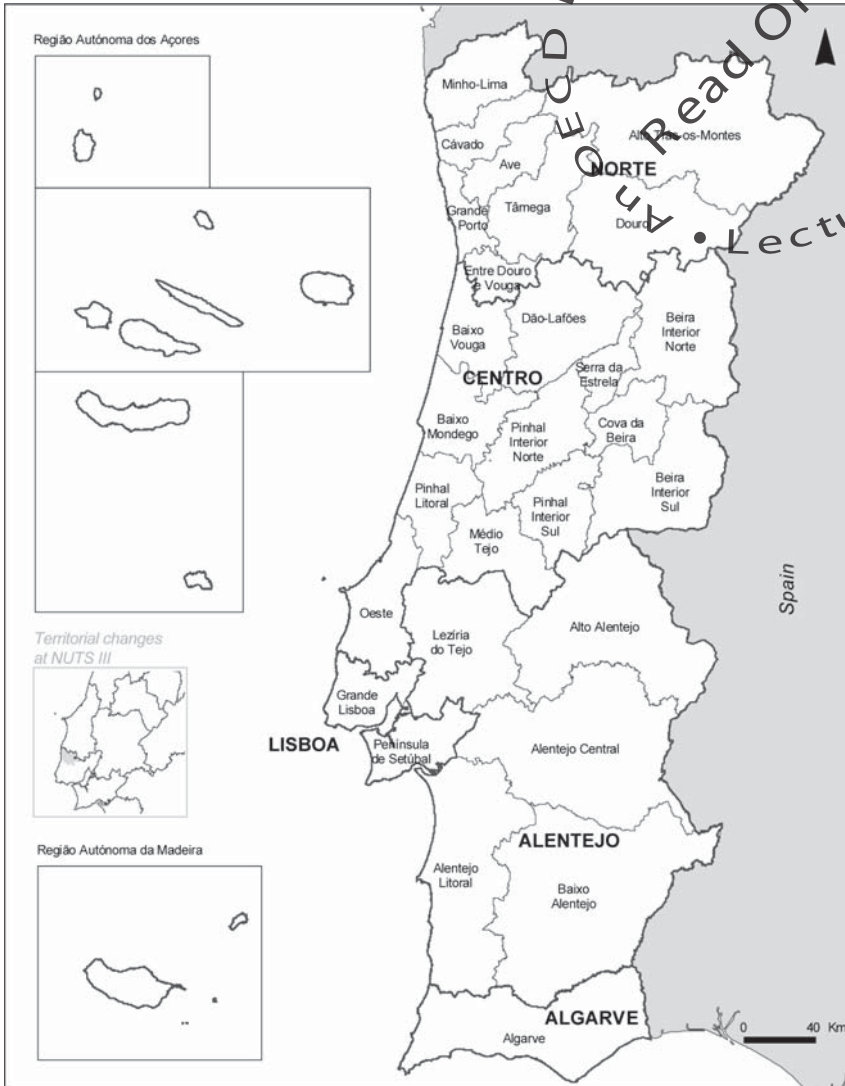 Região Autónoma dos Açores
Minho-Lima
Cávado
Ave
Alto Trás-os-Montes
NORTE
Grande
Porto
Tâmega
Douro
Entre Douro
e Vouga
Baixo
Vouga
Dão-Lafões
Beira
Interior
Norte
CENTRO
Serra da
Estrela
Baixo
Mondego
Pinhal
Interior
Norte
Cova da
Beira
Pinhal
Litoral
Pinhal
Interior
Sul
Beira
Interior
Sul
Médio
Tejo
Spain
Oeste
Lezíria
do Tejo
Alto Alentejo
Territorial changes
at NUTS III
Grande
Lisboa
LISBOA
Península
de Setúbal
Alentejo Central
ALENTEJO
Região Autónoma da Madeira
Alentejo
Litoral
Baixo
Alentejo
ALGARVE
Algarve
0 40 Km
An OECD
Read
Lectu